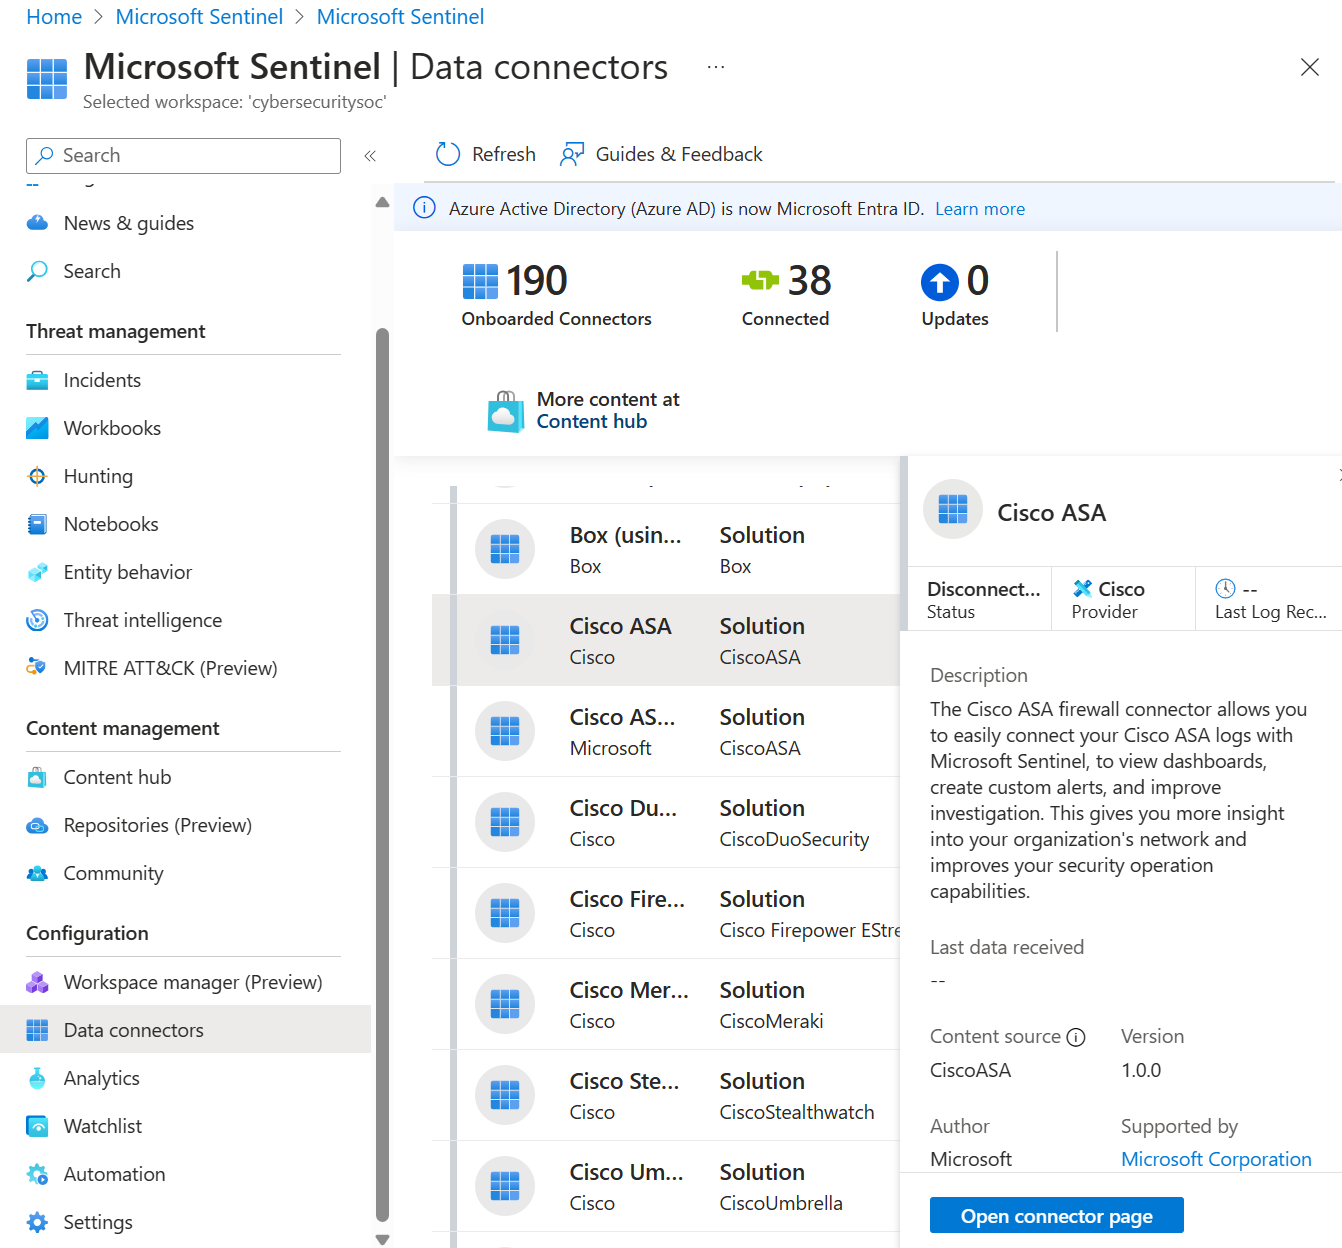 Home > Microsoft Sentinel > Microsoft Sentinel
Microsoft Sentinel | Data connectors ...
Selected workspace: 'cybersecuritysoc'
Search
«
Refresh
Guides & Feedback
News & guides
Search
Threat management
Incidents
Workbooks
Hunting
Notebooks
Entity behavior
Threat intelligence
MITRE ATT&CK (Preview)
Content management
Content hub
Repositories (Preview)
Community
Configuration
Workspace manager (Preview)
Data connectors
Analytics
Watchlist
Automation
Settings
Azure Active Directory (Azure AD) is now Microsoft Entra ID. Learn more
190
Onboarded Connectors
38
Connected
0
Updates
More content at
Content hub
Box (usin... Solution
Box Box
Cisco ASA Solution
Cisco CiscoASA
Cisco AS... Solution
Microsoft CiscoASA
Cisco Du... Solution
Cisco CiscoDuoSecurity
Cisco Fire... Solution
Cisco Cisco Firepower EStre
Cisco Mer... Solution
Cisco CiscoMeraki
Cisco Ste... Solution
Cisco CiscoStealthwatch
Cisco Um... Solution
Cisco CiscoUmbrella
Cisco ASA
Disconnect...
Status
Cisco
Provider
--
Last Log Rec...
Description
The Cisco ASA firewall connector allows you
to easily connect your Cisco ASA logs with
Microsoft Sentinel, to view dashboards,
create custom alerts, and improve
investigation. This gives you more insight
into your organization's network and
improves your security operation
capabilities.
Last data received
--
Content source
CiscoASA
Version
1.0.0
Author
Microsoft
Supported by
Microsoft Corporation
Open connector page